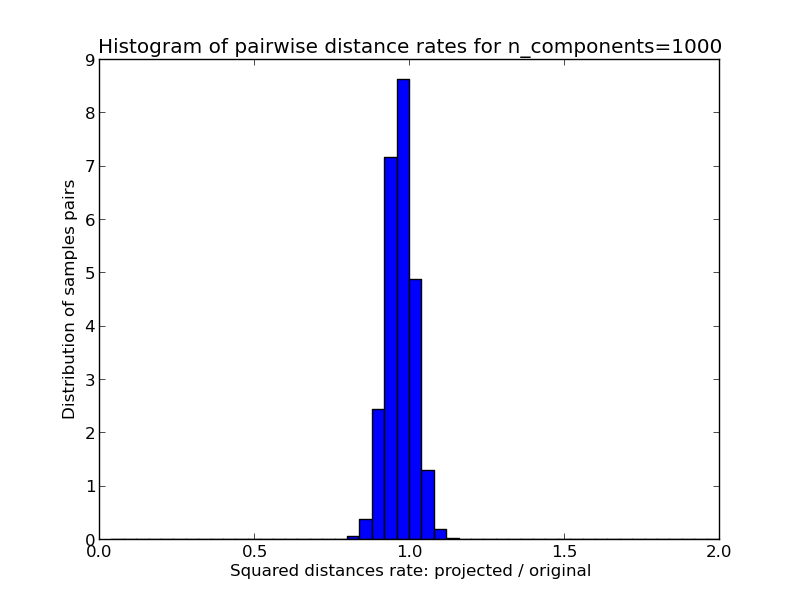 Histogram of pairwise distance rates for n_components=1000
9
8
7
6
5
4
3
2
1
0
Distribution of samples pairs
0.0 0.5 1.0 1.5 2.0
Squared distances rate: projected / original